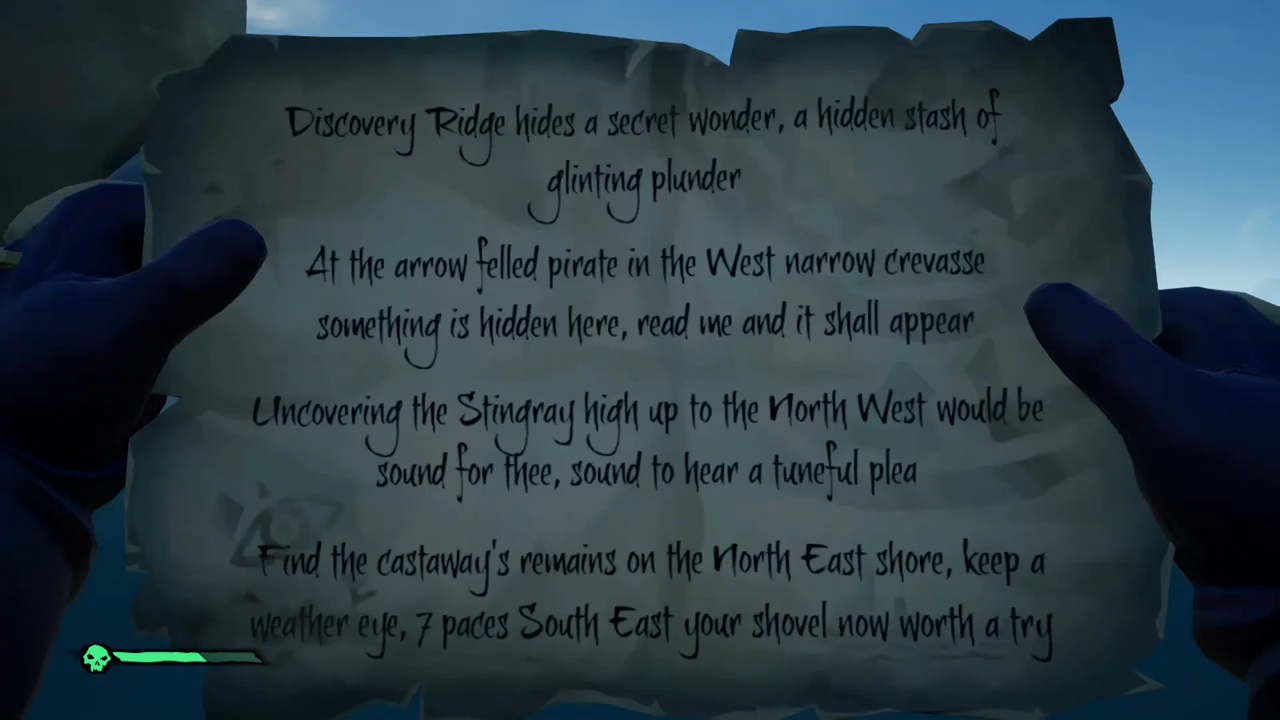 Discovery Ridge hides a secret wonder, a hidden stash of
glinting plunder
At the arrow felled pirate in the West narrow crevasse
something is hidden here, read me and it shall appear
Uncovering the Stingray high up to the North West would be
sound for thee, sound to hear a tuneful plea
Find the castaway's remains on the North East shore, keep a
weather eye, 7 paces South East your shovel now worth a try